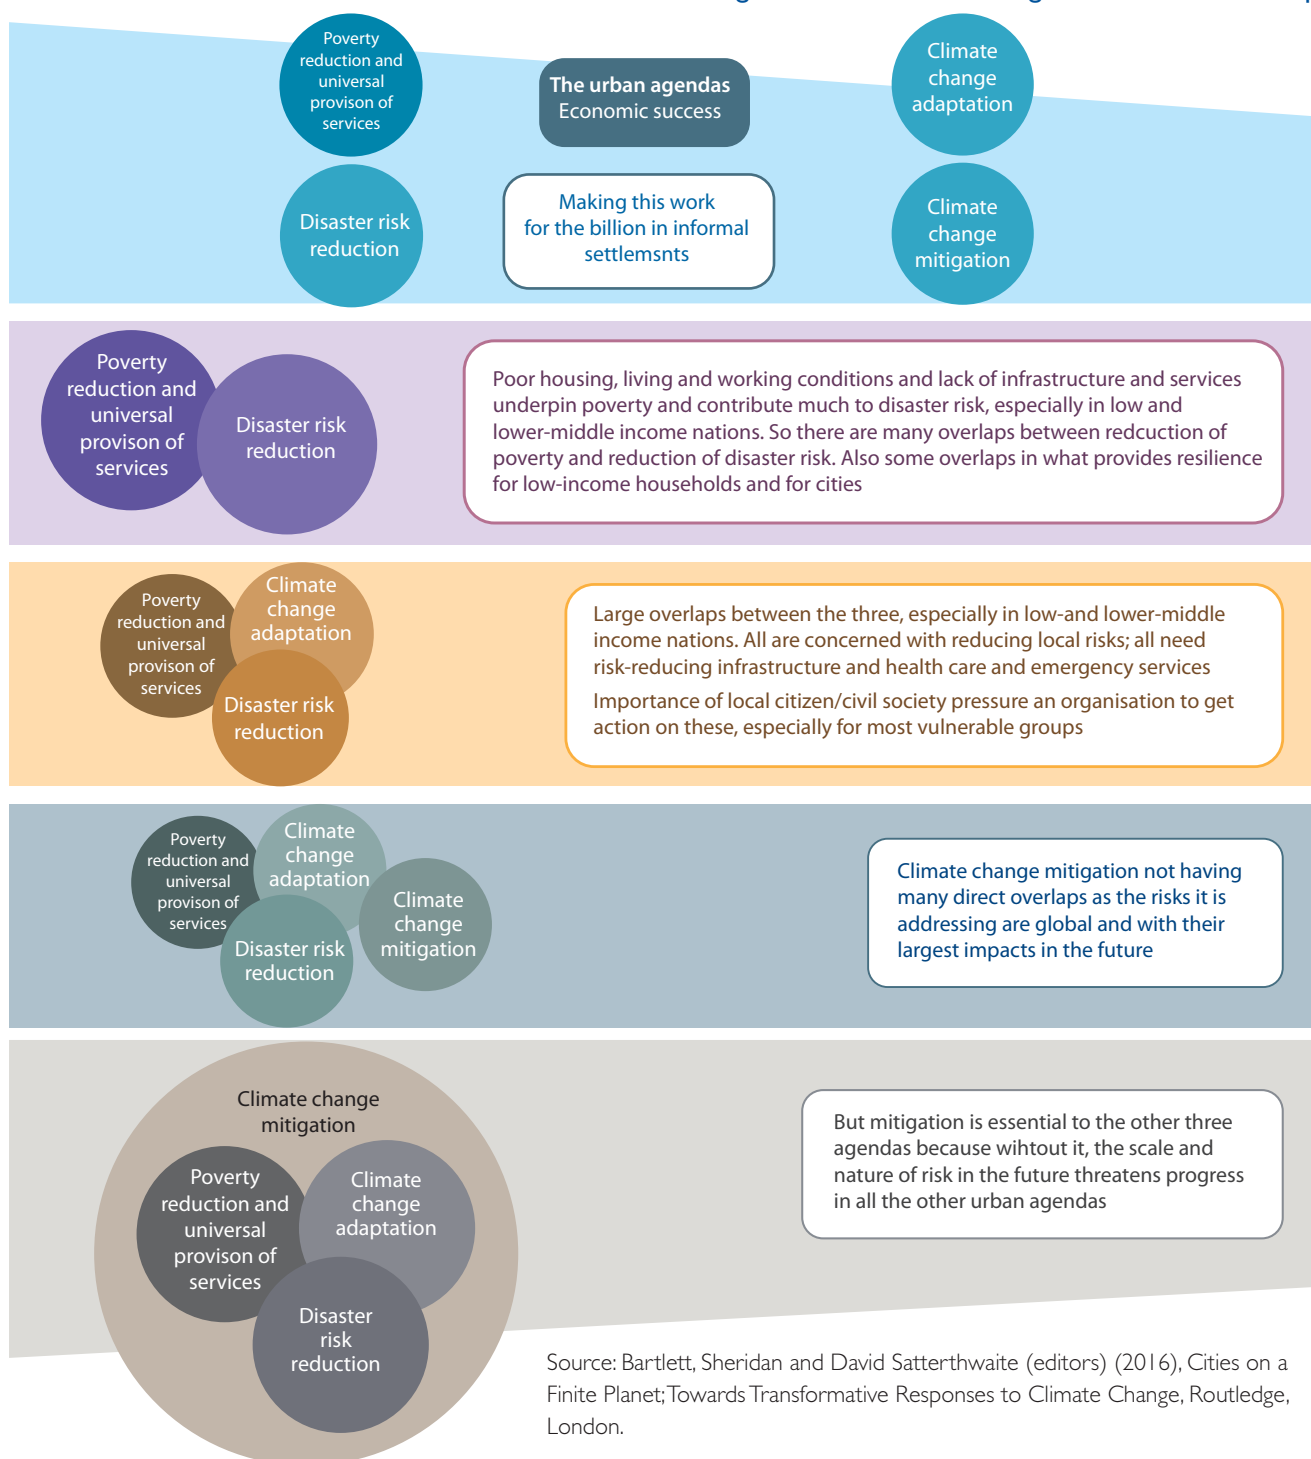 Poverty
reduction and
universal
provison of
services
The urban agendas
Economic success
Climate
change
adaptation
Disaster risk
reduction
Making this work
for the billion in informal
settlemsnts
Climate
change
mitigation
Poverty
reduction and
universal
provison of
services
Disaster risk
reduction
Poor housing, living and working conditions and lack of infrastructure and services
underpin poverty and contribute much to disaster risk, especially in low and
lower-middle income nations. So there are many overlaps between redcuction of
poverty and reduction of disaster risk. Also some overlaps in what provides resilience
for low-income households and for cities
Poverty
reduction and
universal
provison of
services
Climate
change
adaptation
Disaster risk
reduction
Large overlaps between the three, especially in low-and lower-middle
income nations. All are concerned with reducing local risks; all need
risk-reducing infrastructure and health care and emergency services
Importance of local citizen/civil society pressure an organisation to get
action on these, especially for most vulnerable groups
Poverty
reduction and
universal
provison of
services
Climate
change
adaptation
Disaster risk
reduction
Climate
change
mitigation
Climate change mitigation not having
many direct overlaps as the risks it is
addressing are global and with their
largest impacts in the future
Climate change
mitigation
Poverty
reduction and
universal
provison of
services
Climate
change
adaptation
Disaster
risk
reduction
But mitigation is essential to the other three
agendas because wihtout it, the scale and
nature of risk in the future threatens progress
in all the other urban agendas
Source: Bartlett, Sheridan and David Satterthwaite (editors) (2016), Cities on a
Finite Planet; Towards Transformative Responses to Climate Change, Routledge,
London.